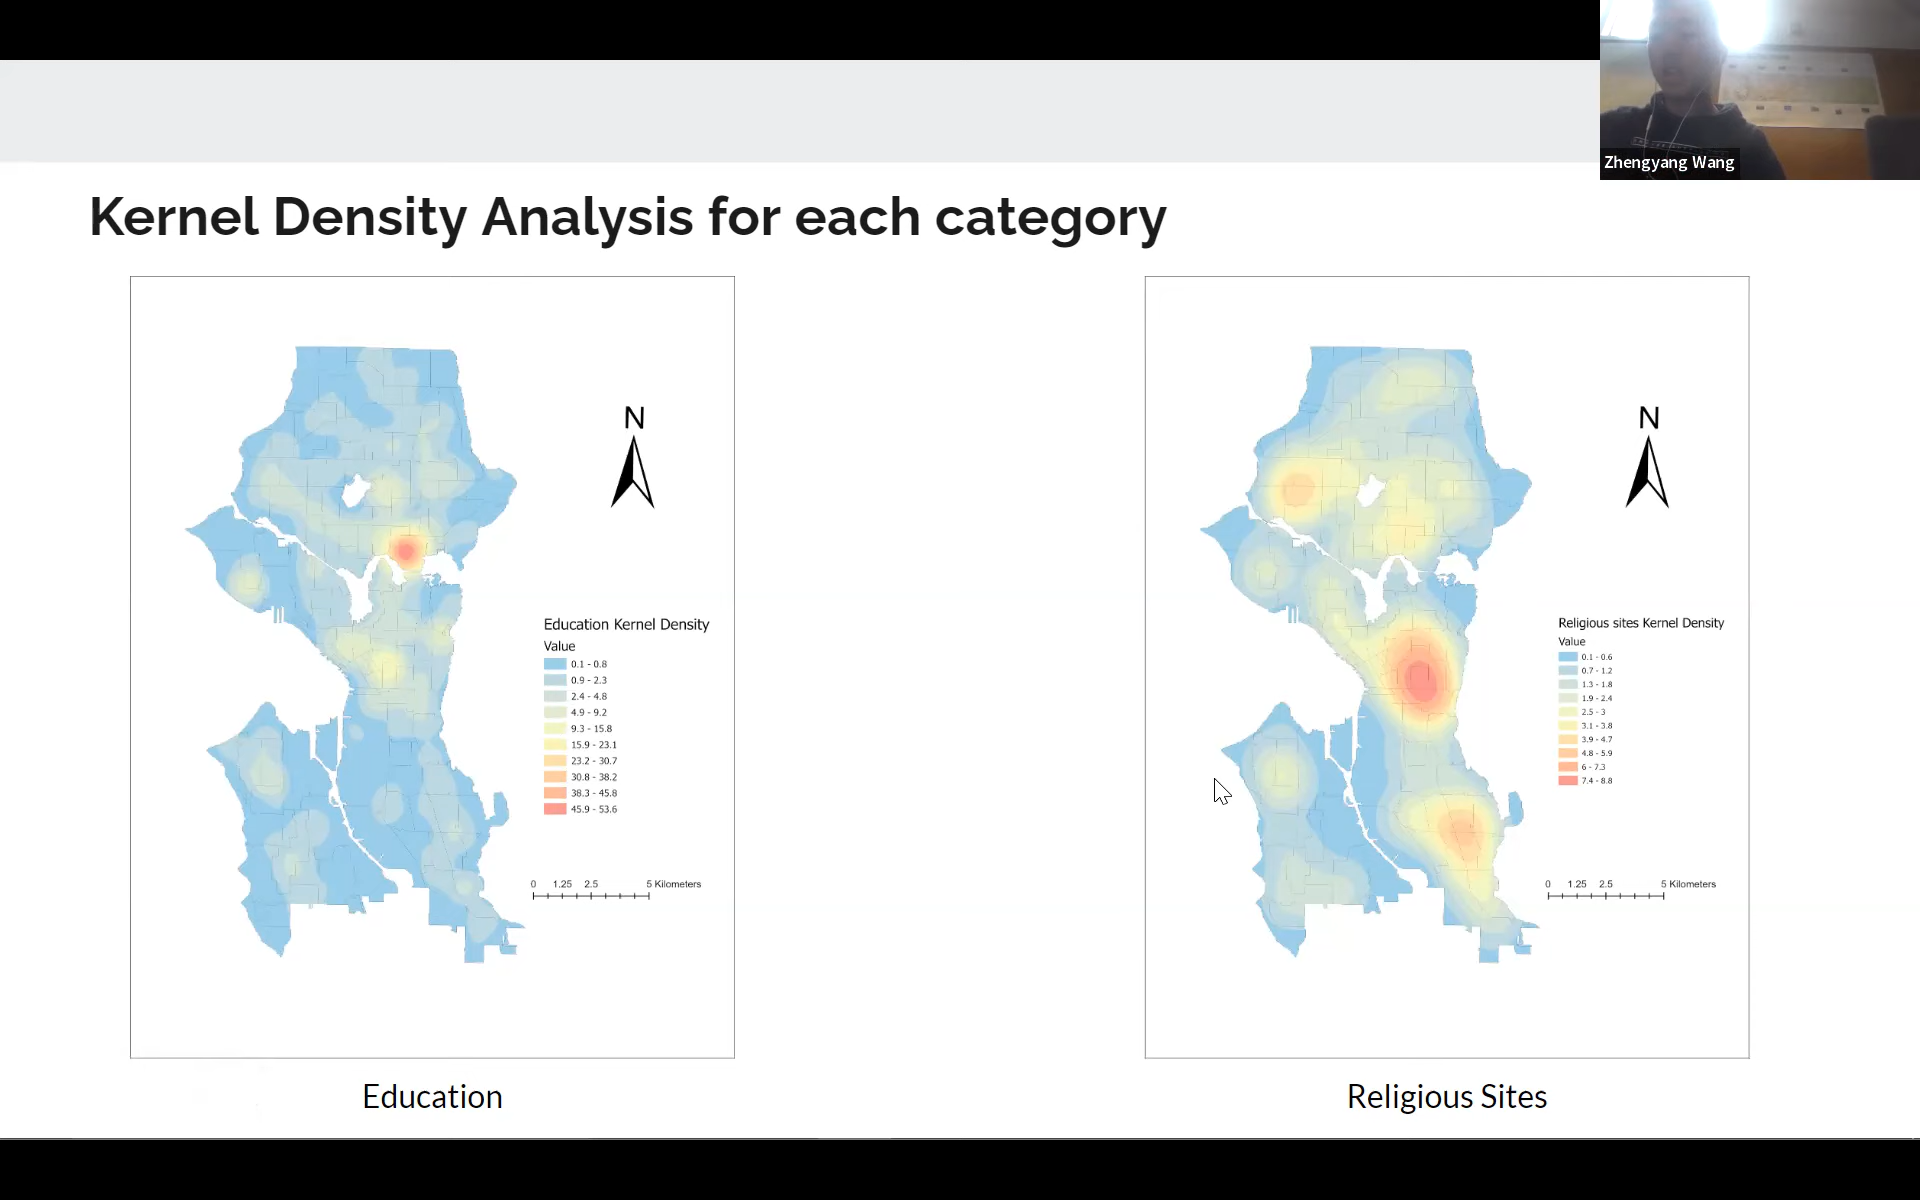 Zhengyang Wang
Kernel Density Analysis for each category
N
Education Kernel Density
Value
0.1 - 0.8
0.9 - 2.3
2.4 - 4.8
4.9 - 9.2
9.3 - 15.8
15.9 - 23.1
23.2 - 30.7
30.8 - 38.2
38.3 - 45.8
45.9 - 53.6
0 1.25 2.5 5 Kilometers
Education
N
Religious sites Kernel Density
Value
0.1 - 0.6
0.7 - 1.2
1.3 - 1.8
1.9 - 2.4
2.5 - 3
3.1 - 3.8
3.9 - 4.7
4.8 - 5.9
6 - 7.3
7.4 - 8.8
0 1.25 2.5 5 Kilometers
Religious Sites